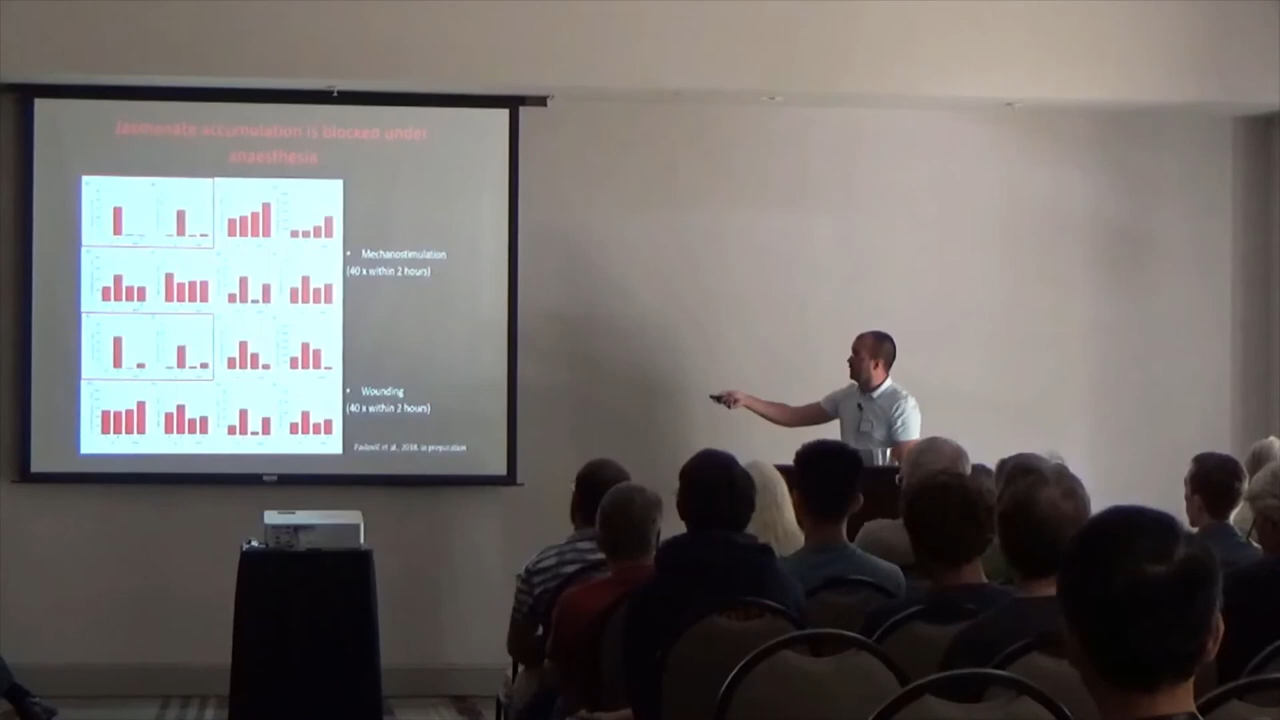 Jasmonate accumulation is blocked under
anaesthesia
• Mechanostimulation
(40 x within 2 hours)
• Wounding
(40 x within 2 hours)
Pavlovič et al., 2018, in preparation